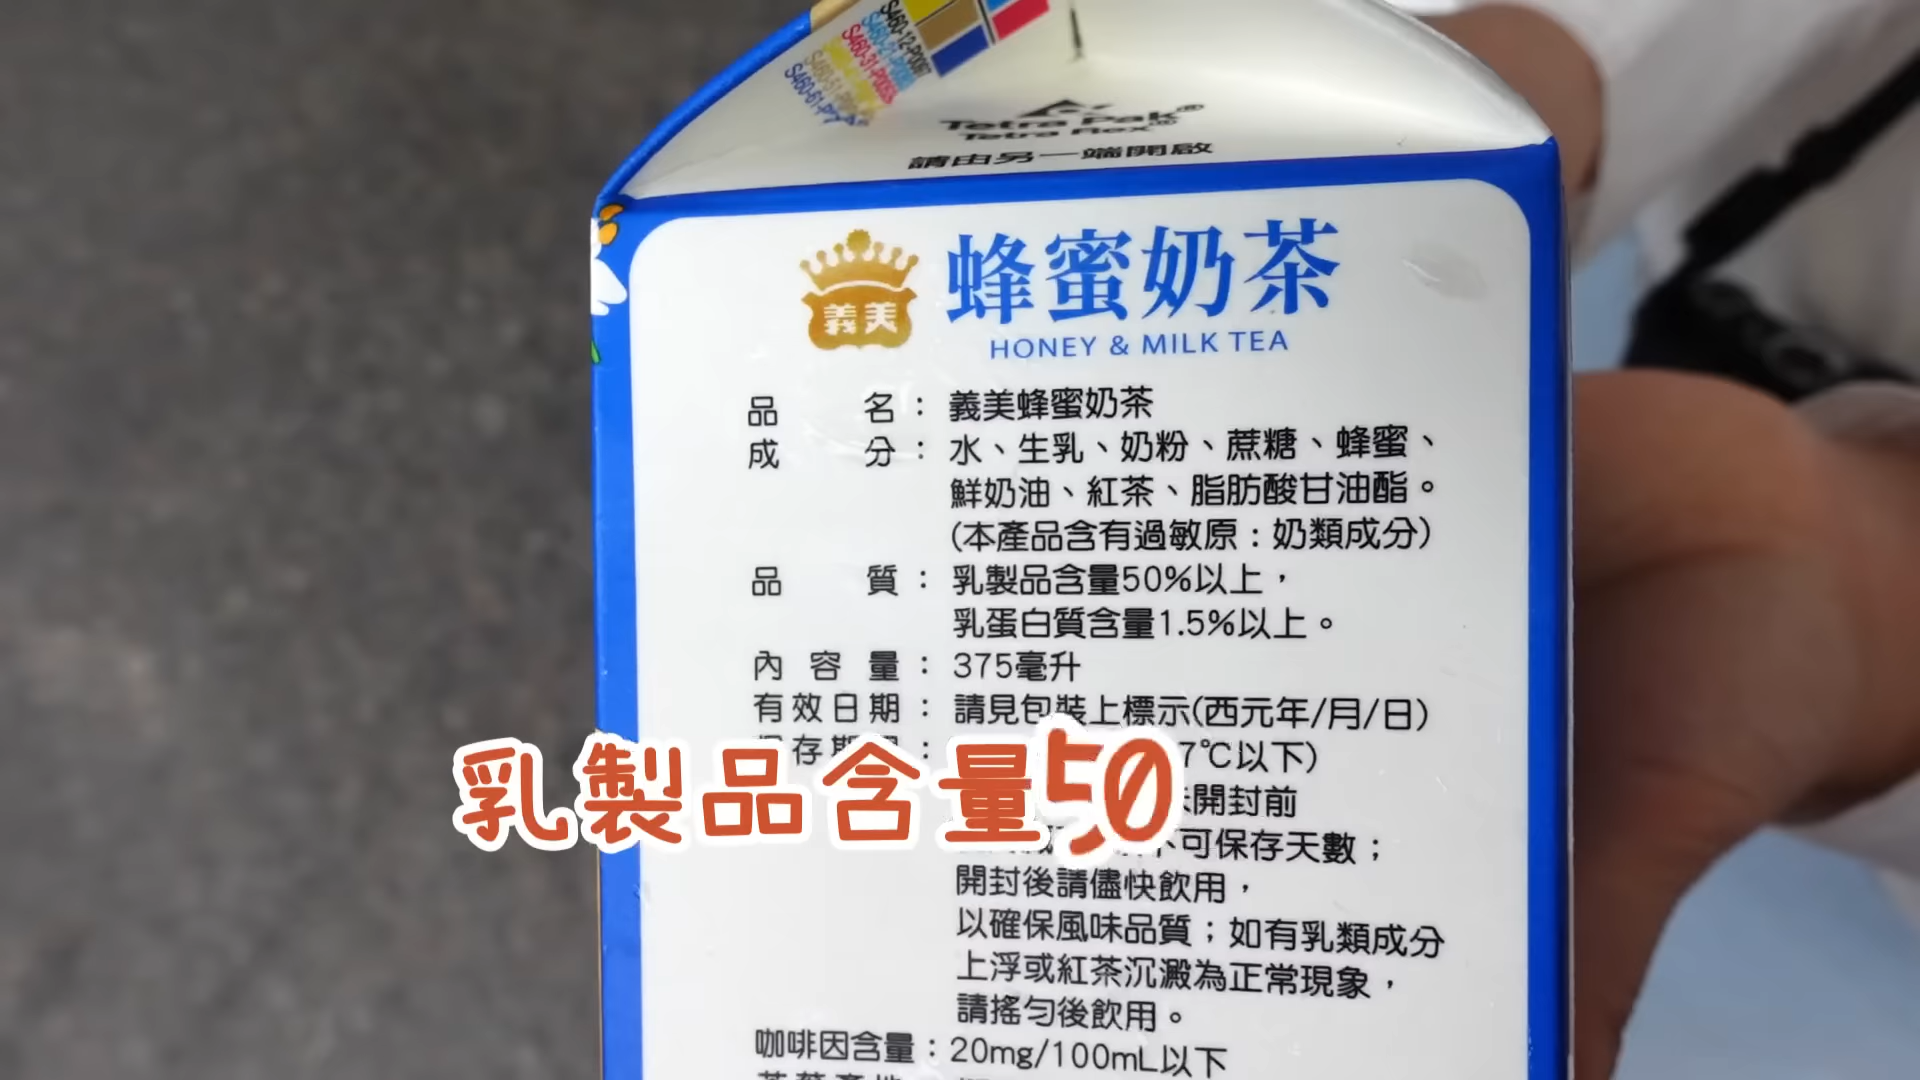 Tetra Pak®
Tetra Rex®
請由另一端開啟
義美
蜂蜜奶茶
HONEY & MILK TEA
品名：義美蜂蜜奶茶
成分：水、生乳、奶粉、蔗糖、蜂蜜、
鮮奶油、紅茶、脂肪酸甘油酯。
(本產品含有過敏原：奶類成分)
品質：乳製品含量50%以上，
乳蛋白質含量1.5%以上。
內容量：375毫升
有效日期：請見包裝上標示(西元年/月/日)
7℃以下)
乳製品含量50
開封前
不可保存天數；
開封後請儘快飲用，
以確保風味品質；如有乳類成分
上浮或紅茶沉澱為正常現象，
請搖勻後飲用。
咖啡因含量：20mg/100mL以下